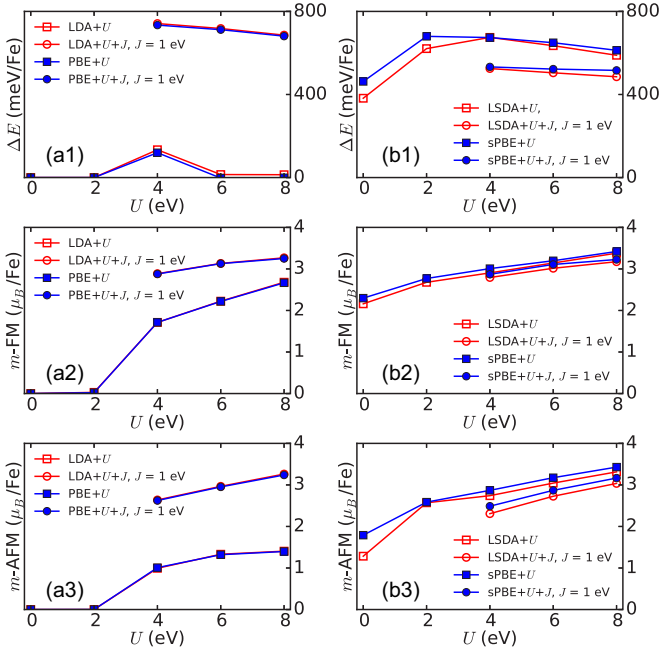 ΔE (meV/Fe)
800
400
0
LDA+U
LDA+U+J, J = 1 eV
PBE+U
PBE+U+J, J = 1 eV
(a1)
0 2 4 6 8
U (eV)
ΔE (meV/Fe)
800
400
0
LSDA+U,
LSDA+U+J, J = 1 eV
sPBE+U
sPBE+U+J, J = 1 eV
(b1)
0 2 4 6 8
U (eV)
m-FM (μB/Fe)
4
3
2
1
0
LDA+U
LDA+U+J, J = 1 eV
PBE+U
PBE+U+J, J = 1 eV
(a2)
0 2 4 6 8
U (eV)
m-FM (μB/Fe)
4
3
2
1
0
LSDA+U
LSDA+U+J, J = 1 eV
sPBE+U
sPBE+U+J, J = 1 eV
(b2)
0 2 4 6 8
U (eV)
m-AFM (μB/Fe)
4
3
2
1
0
LDA+U
LDA+U+J, J = 1 eV
PBE+U
PBE+U+J, J = 1 eV
(a3)
0 2 4 6 8
U (eV)
m-AFM (μB/Fe)
4
3
2
1
0
LSDA+U
LSDA+U+J, J = 1 eV
sPBE+U
sPBE+U+J, J = 1 eV
(b3)
0 2 4 6 8
U (eV)